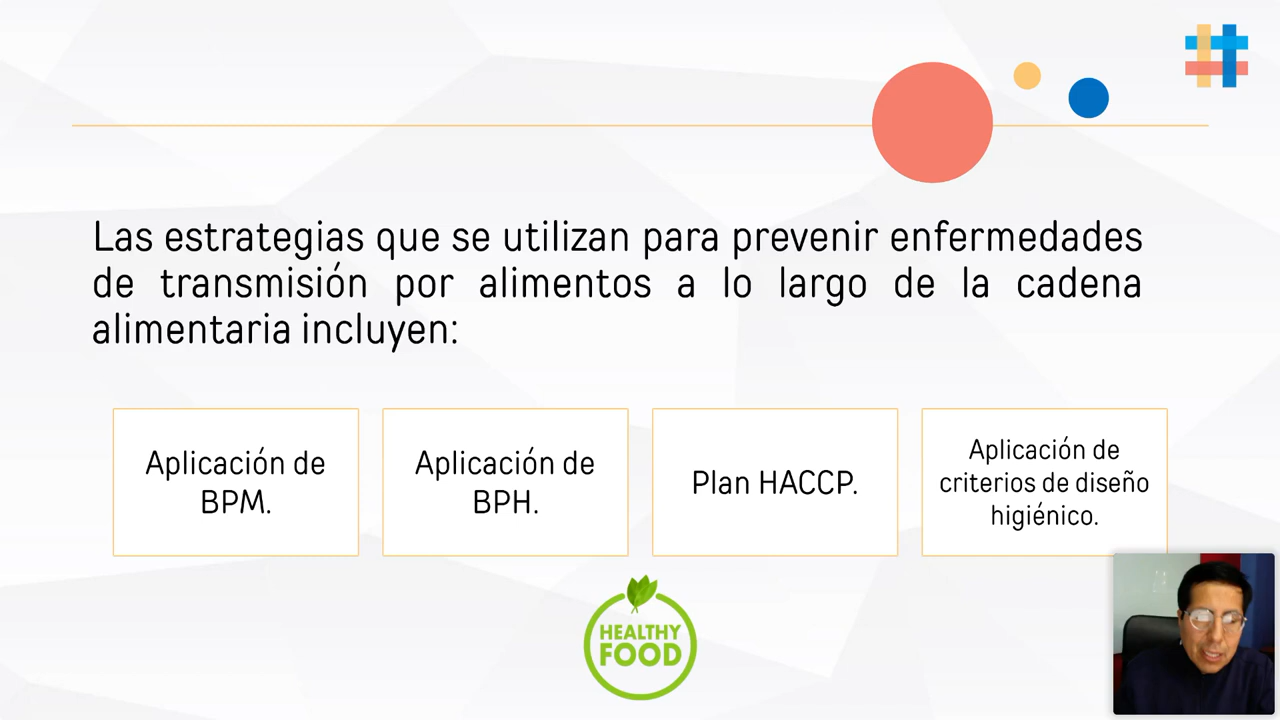 Las estrategias que se utilizan para prevenir enfermedades
de transmisión por alimentos a lo largo de la cadena
alimentaria incluyen:
Aplicación de
BPM.
Aplicación de
BPH.
Plan HACCP.
Aplicación de
criterios de diseño
higiénico.
HEALTHY
FOOD